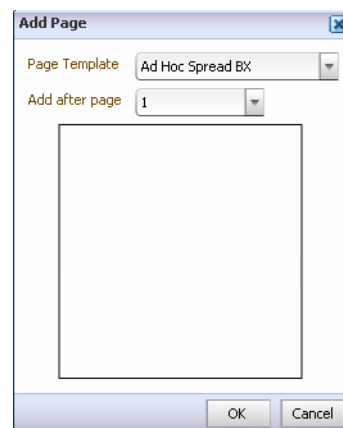 Add Page
Page Template Ad Hoc Spread BX
Add after page 1
OK Cancel